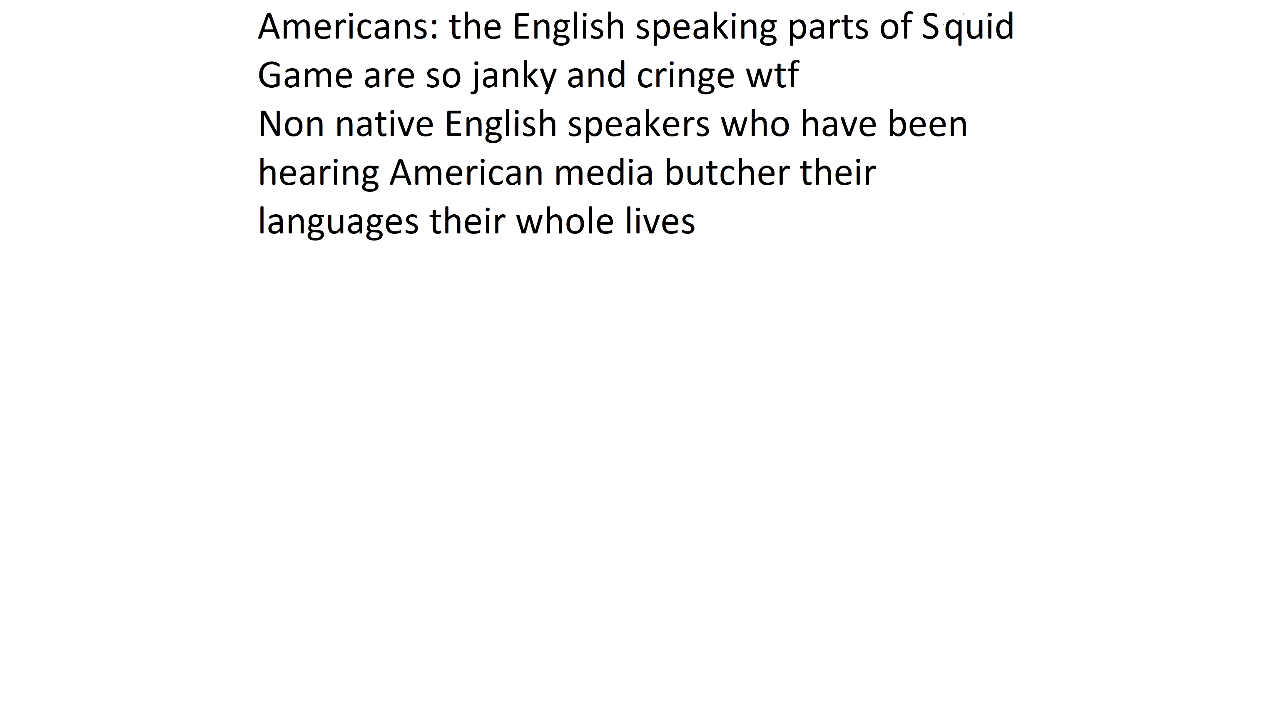 Americans: the English speaking parts of Squid
Game are so janky and cringe wtf
Non native English speakers who have been
hearing American media butcher their
languages their whole lives